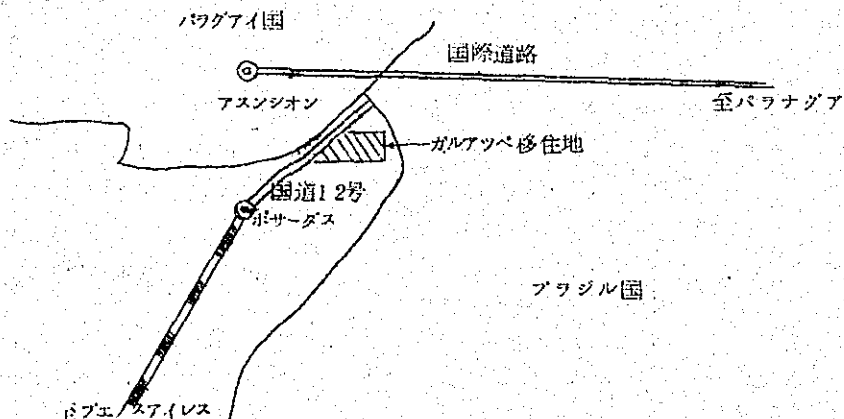 パラグアイ国
国際道路
アスンシオン
至パラナグア
ガルアツペ移住地
国道12号
ポサーダス
ブラジル国
ブエノスアイレス